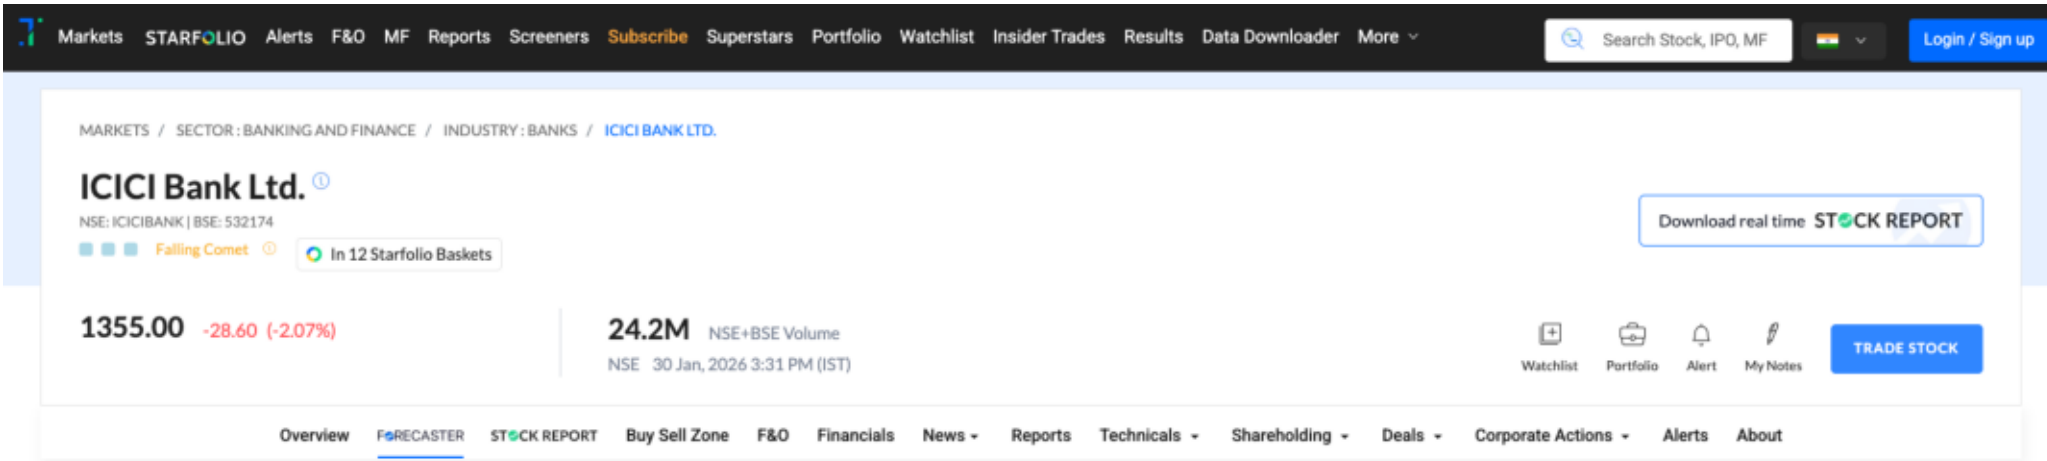 Markets STARFOLIO Alerts F&O MF Reports Screeners Subscribe Superstars Portfolio Watchlist Insider Trades Results Data Downloader More Search Stock, IPO, MF Login / Sign up
MARKETS / SECTOR : BANKING AND FINANCE / INDUSTRY : BANKS / ICICI BANK LTD.
ICICI Bank Ltd.
NSE: ICICIBANK | BSE: 532174
Download real time STOCK REPORT
Falling Comet In 12 Starfolio Baskets
1355.00 -28.60 (-2.07%)
24.2M NSE+BSE Volume
NSE 30 Jan, 2026 3:31 PM (IST)
Watchlist Portfolio Alert My Notes
TRADE STOCK
Overview FORECASTER STOCK REPORT Buy Sell Zone F&O Financials News Reports Technicals Shareholding Deals Corporate Actions Alerts About